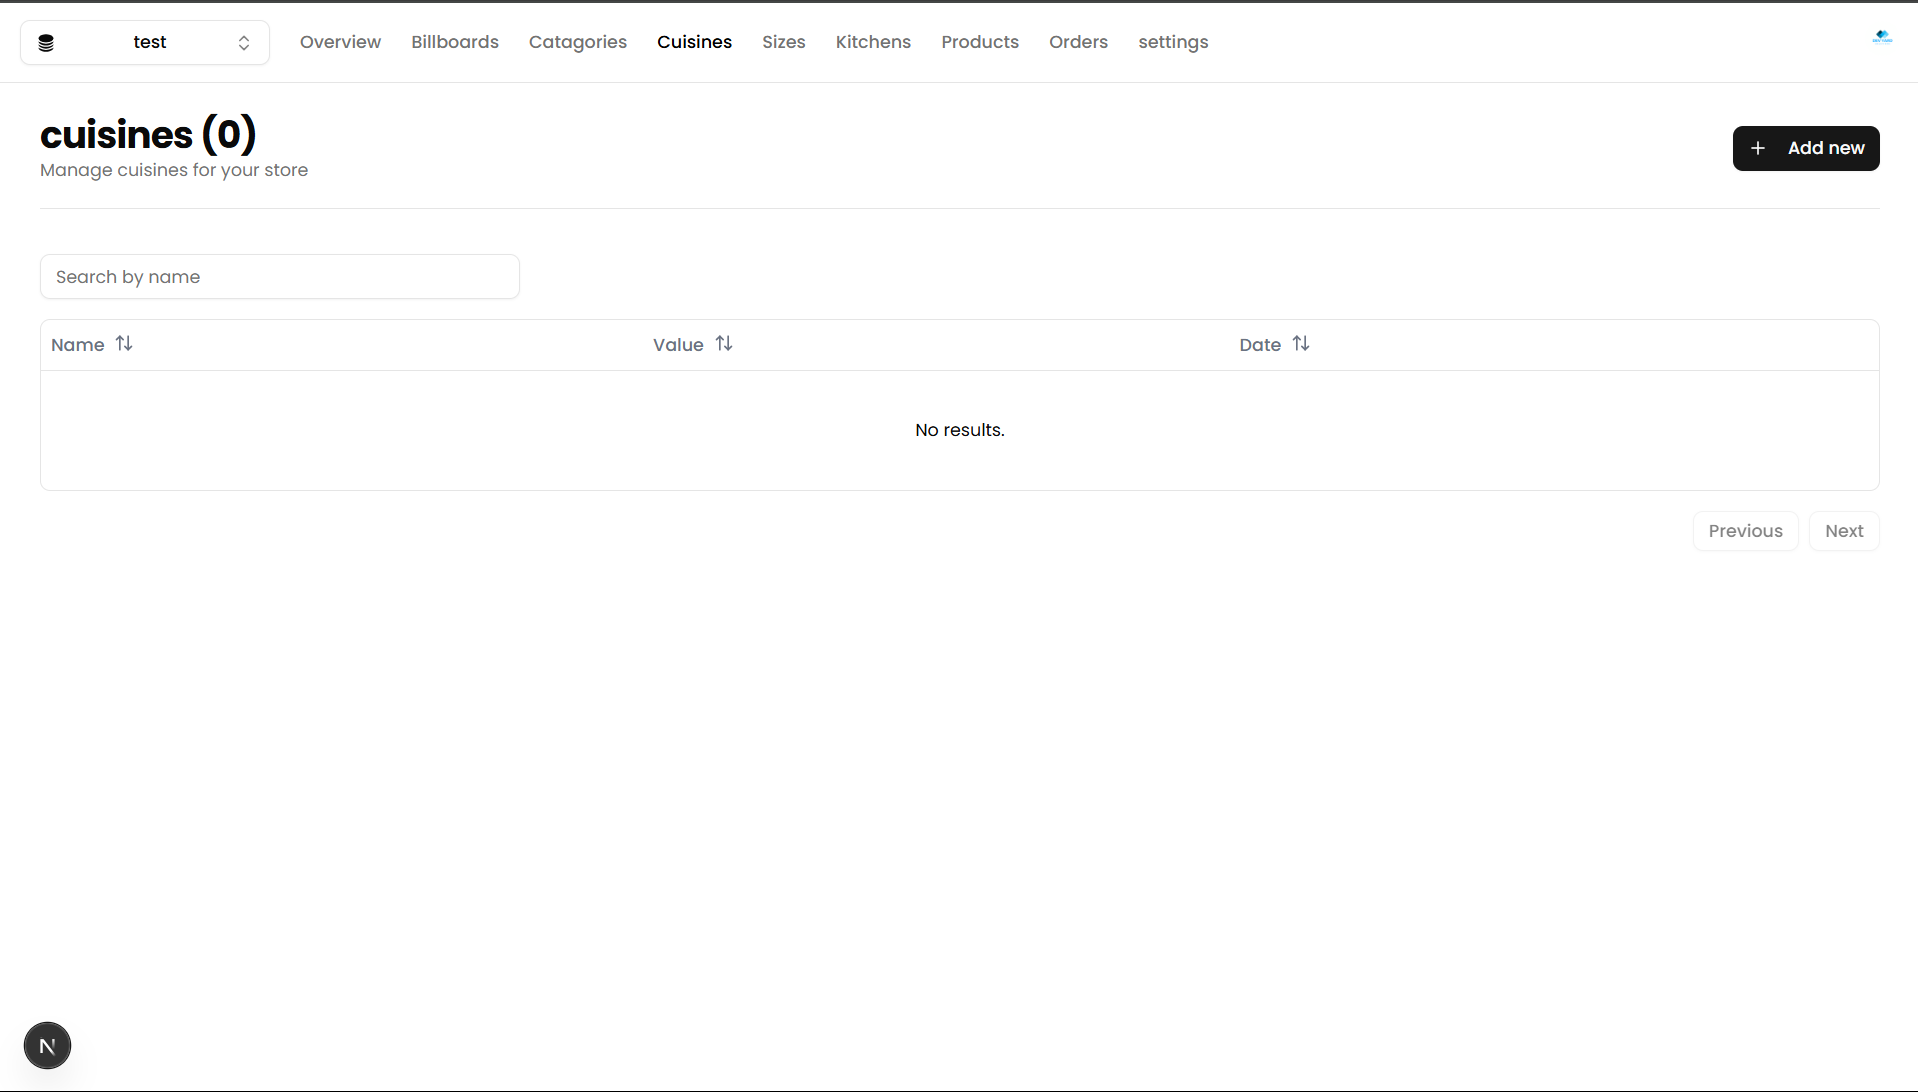 test
Overview
Billboards
Catagories
Cuisines
Sizes
Kitchens
Products
Orders
settings
cuisines (0)
Manage cuisines for your store
Add new
Search by name
Name
Value
Date
No results.
Previous
Next
N